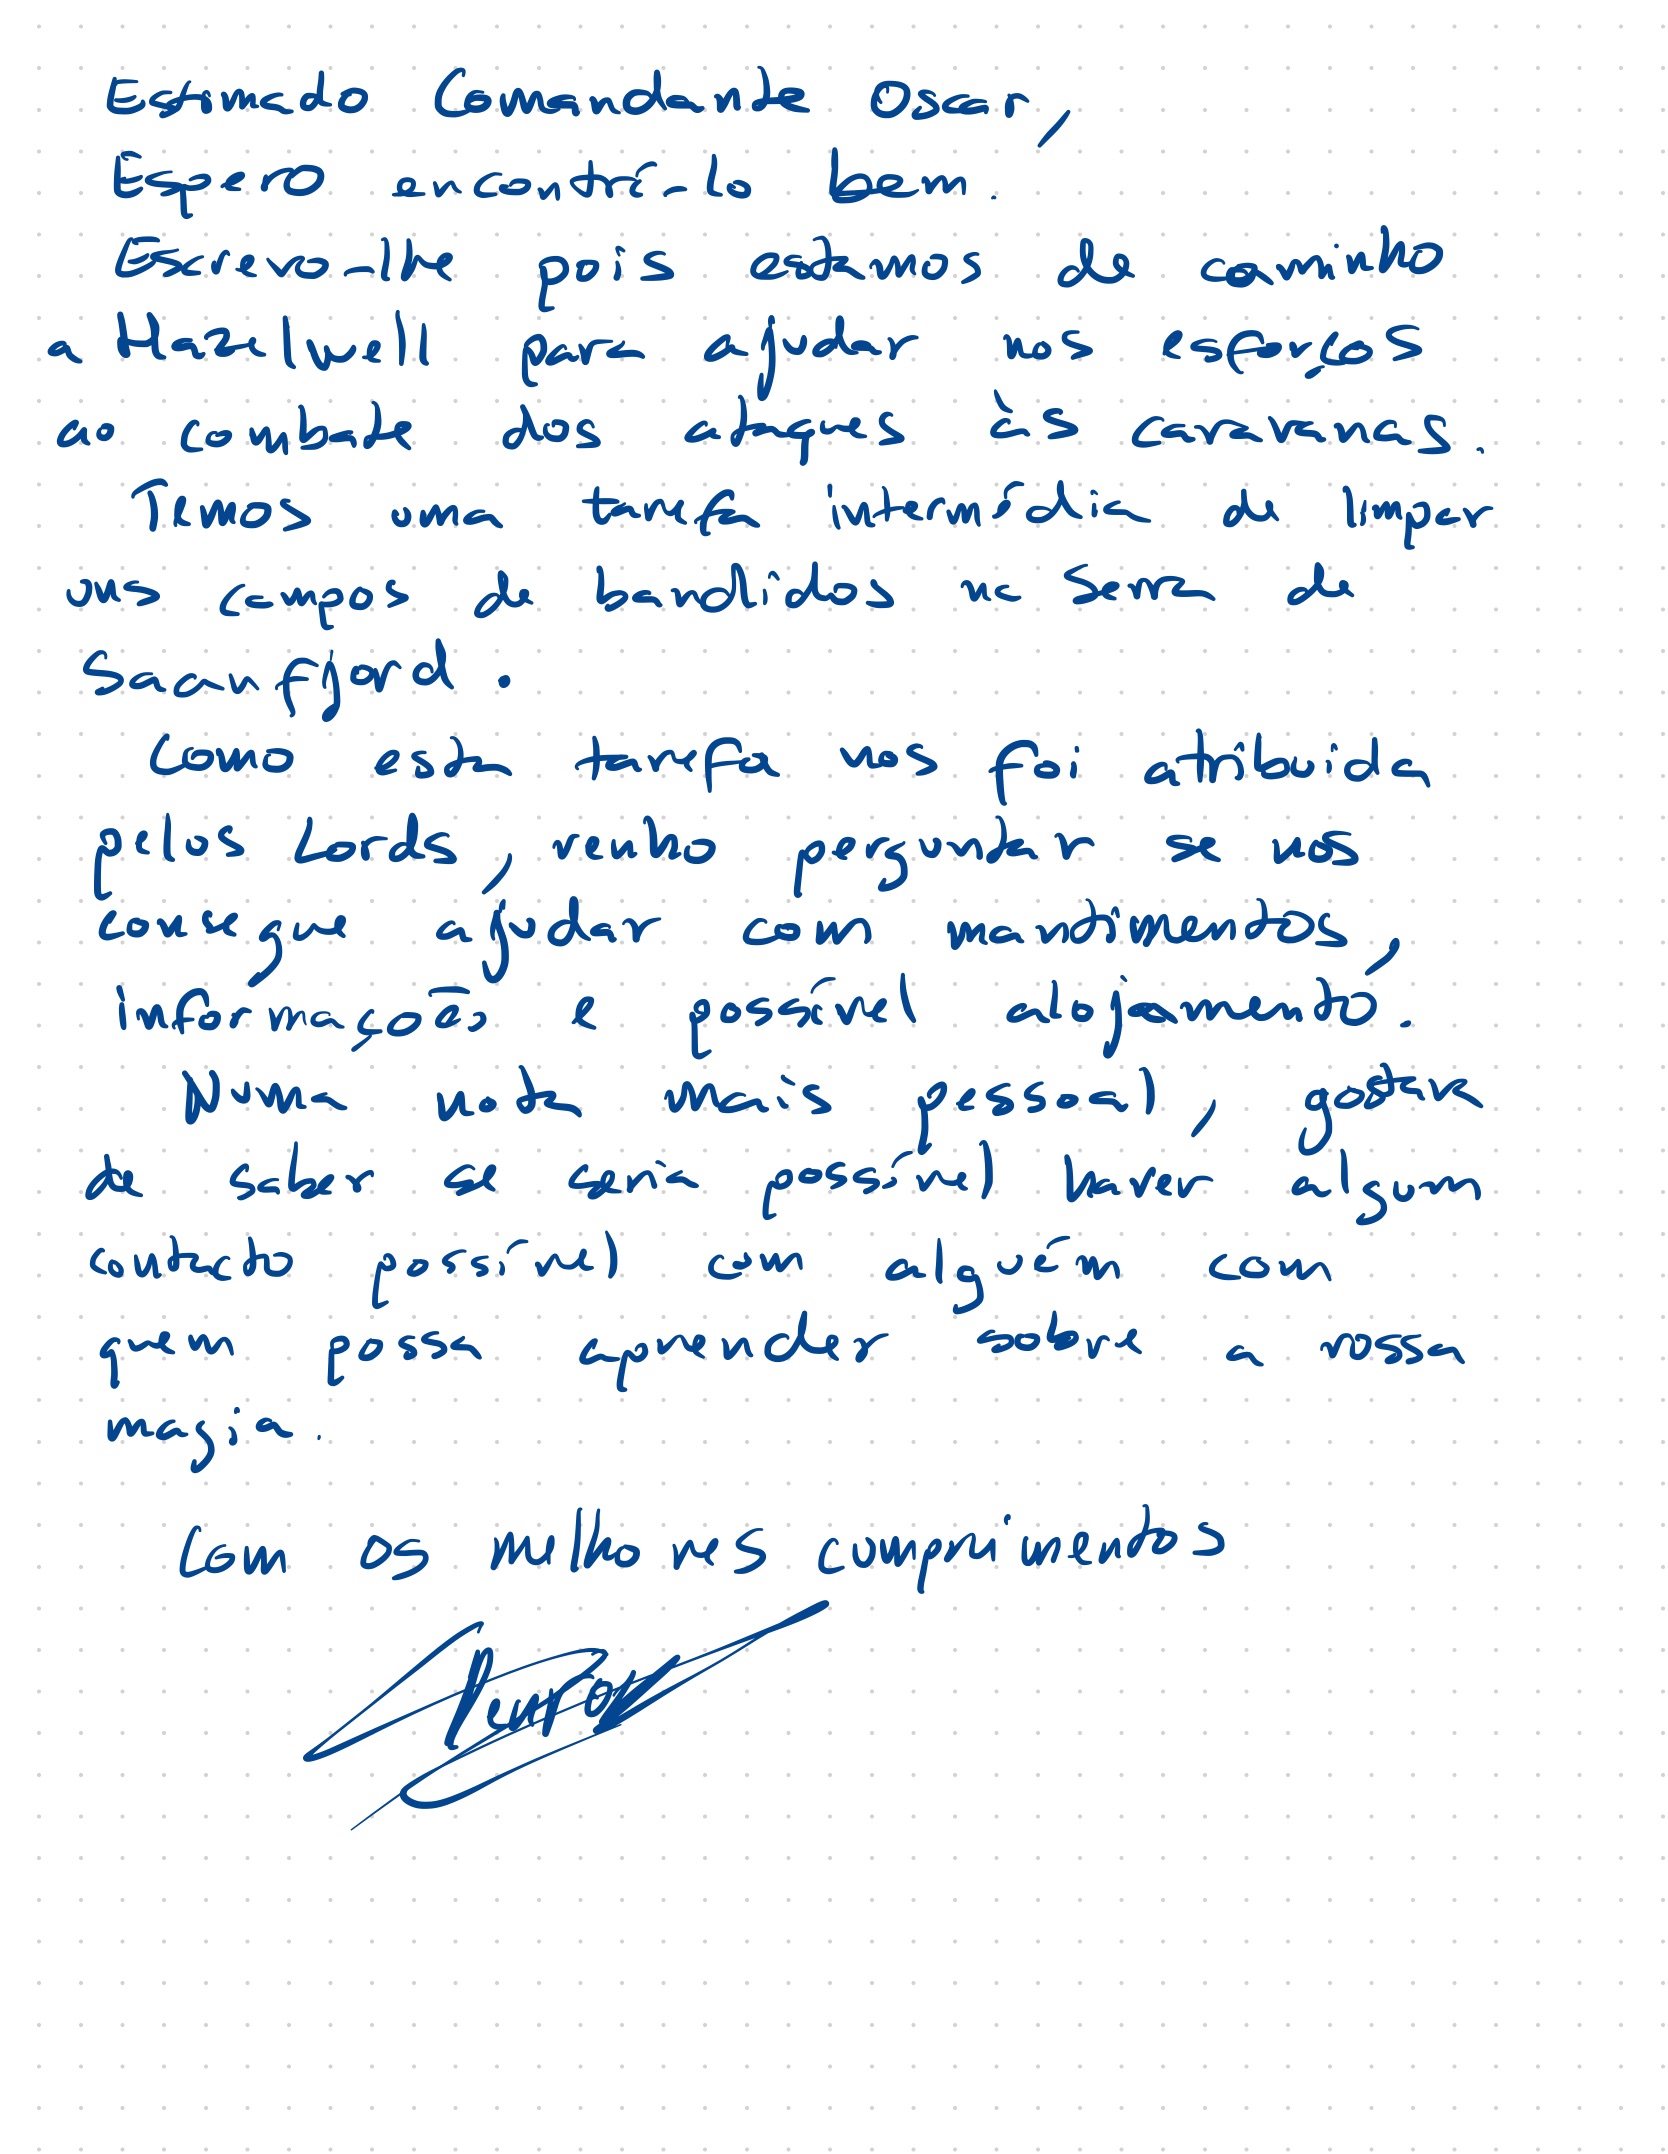 Estimado Comandante Oscar,
Espero encontrá-lo bem.
Escrevo-lhe pois estamos de caminho
a Hazelwell para ajudar nos esforços
ao combate dos ataques às caravanas.
Temos uma tarefa intermédia de limpar
uns campos de bandidos na Serra de
Saanfjord.
Como esta tarefa nos foi atribuida
pelos Lords, venho perguntar se nos
consegue ajudar com mantimentos,
informações e possível alojamento.
Numa nota mais pessoal, gostava
de saber se seria possível haver algum
contacto possível com alguém com
quem possa aprender sobre a vossa
magia.
Com os melhores cumprimentos